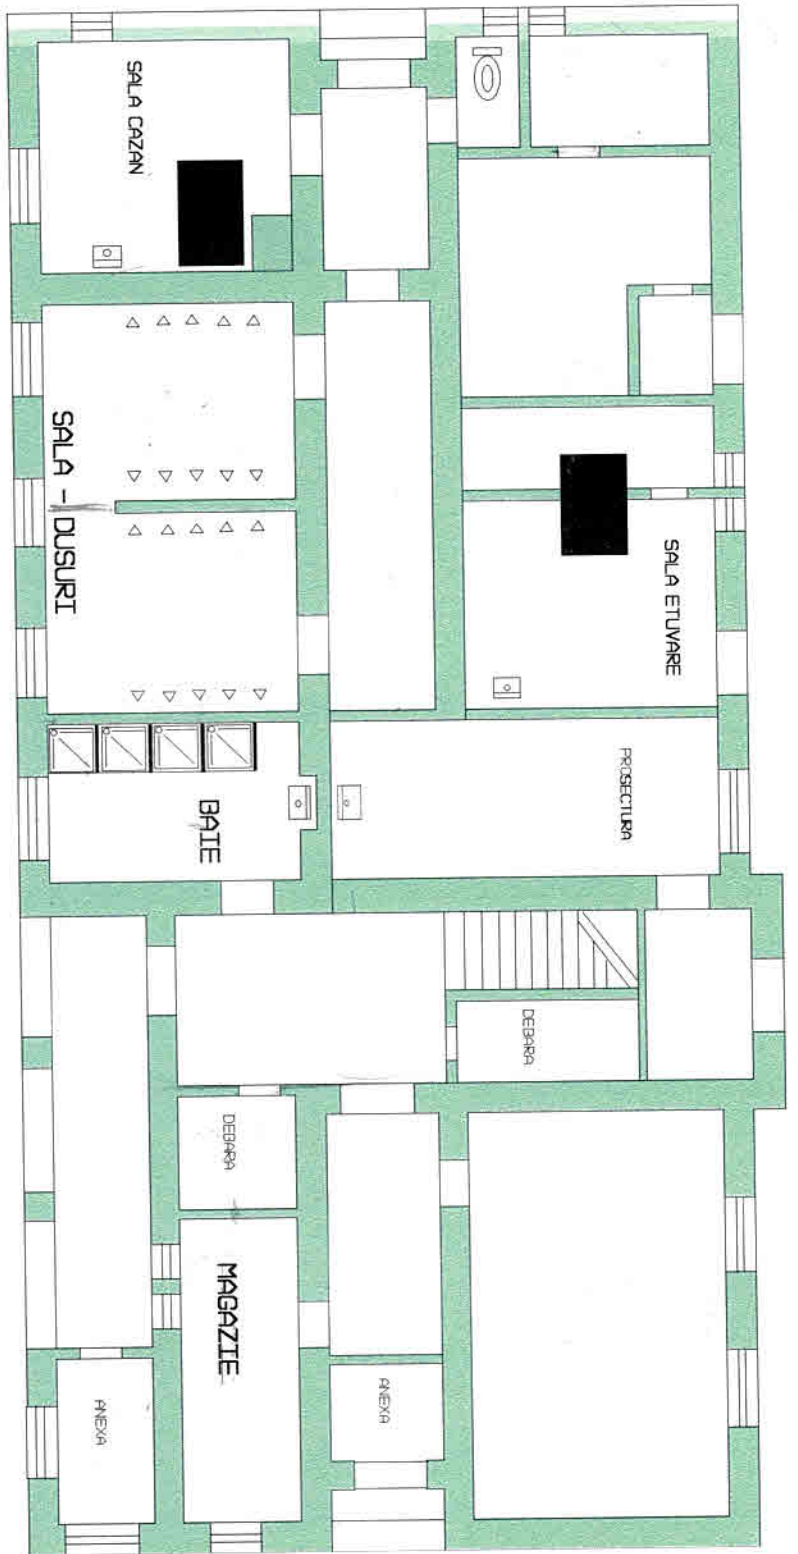 SALA CAZAN
SALA - DUSURI
SALA ETUVARE
PROSECTURA
BAIE
DEBARA
DEBARA
MAGAZIE
ANEXA
ANEXA